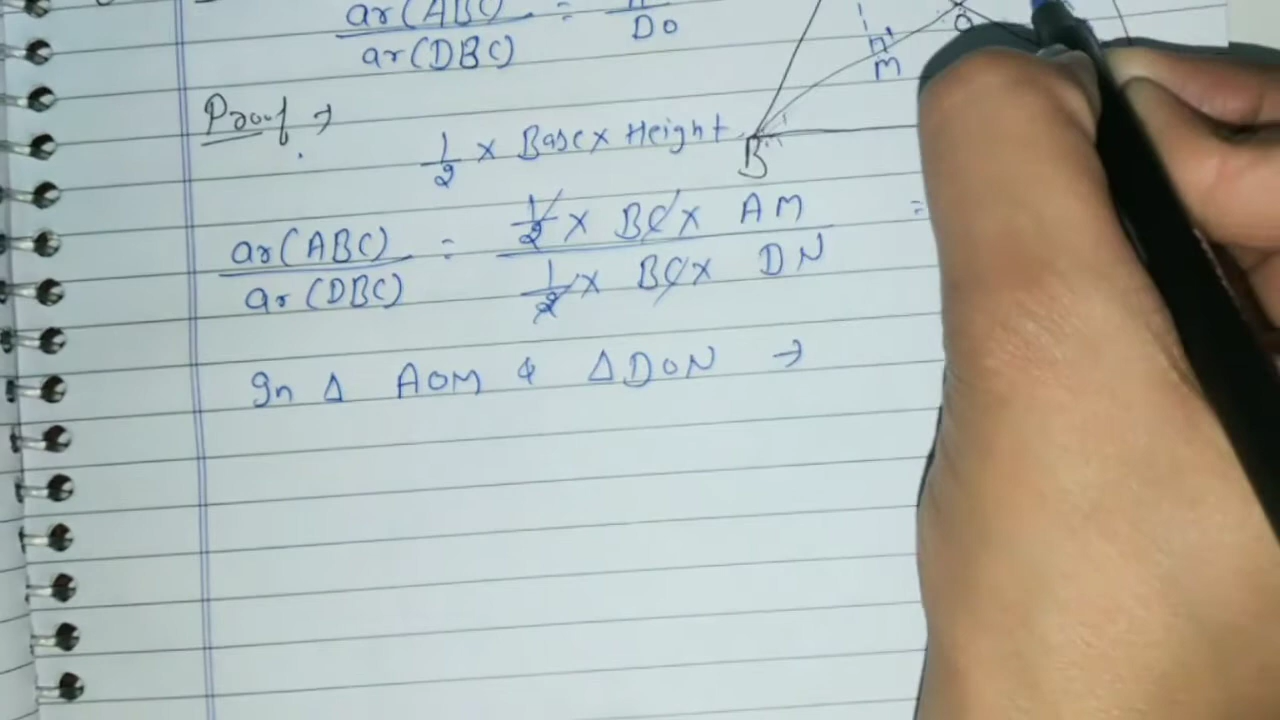 ar(ABC) =
ar(DBC) DO
O
M
Proof →
1/2 × Base × Height
B
ar(ABC) / ar(DBC) = 1/2 × BC × AM / 1/2 × BC × DN =
In Δ AOM & ΔDON →